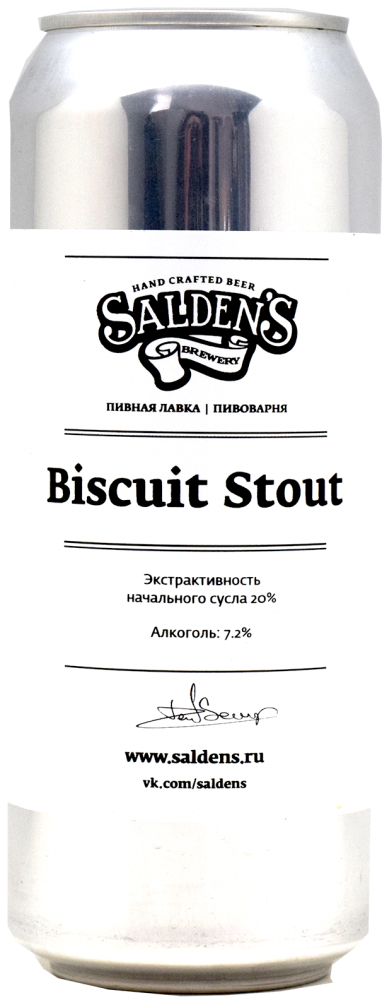 HAND CRAFTED BEER
SALDEN'S
BREWERY
ПИВНАЯ ЛАВКА | ПИВОВАРНЯ
Biscuit Stout
Экстрактивность
начального сусла 20%
Алкоголь: 7.2%
www.saldens.ru
vk.com/saldens